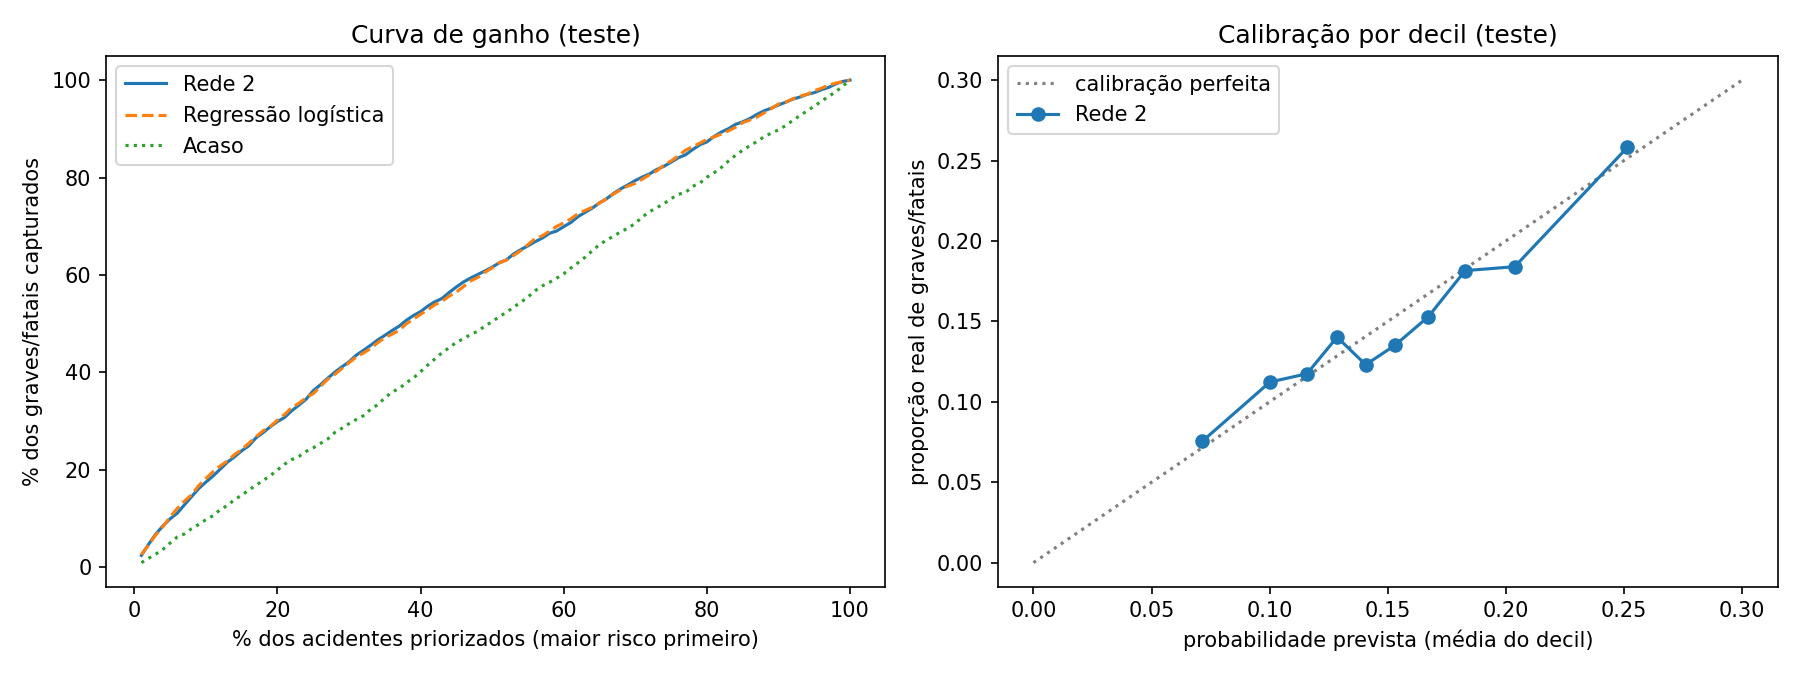 Curva de ganho (teste)
Rede 2
Regressão logística
Acaso
% dos graves/fatais capturados
100
80
60
40
20
0
0 20 40 60 80 100
% dos acidentes priorizados (maior risco primeiro)
Calibração por decil (teste)
calibração perfeita
Rede 2
proporção real de graves/fatais
0.30
0.25
0.20
0.15
0.10
0.05
0.00
0.00 0.05 0.10 0.15 0.20 0.25 0.30
probabilidade prevista (média do decil)